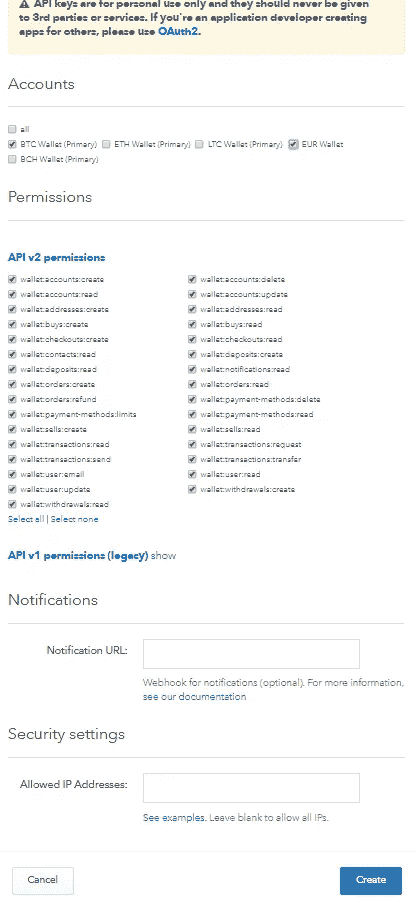 ⚠ API keys are for personal use only and they should never be given
to 3rd parties or services. If you're an application developer creating
apps for others, please use OAuth2.
Accounts
all
BTC Wallet (Primary) ETH Wallet (Primary) LTC Wallet (Primary) EUR Wallet
BCH Wallet (Primary)
Permissions
API v2 permissions
wallet:accounts:create wallet:accounts:delete
wallet:accounts:read wallet:accounts:update
wallet:addresses:create wallet:addresses:read
wallet:buys:create wallet:buys:read
wallet:checkouts:create wallet:checkouts:read
wallet:contacts:read wallet:deposits:create
wallet:deposits:read wallet:notifications:read
wallet:orders:create wallet:orders:read
wallet:orders:refund wallet:payment-methods:delete
wallet:payment-methods:limits wallet:payment-methods:read
wallet:sells:create wallet:sells:read
wallet:transactions:read wallet:transactions:request
wallet:transactions:send wallet:transactions:transfer
wallet:user:email wallet:user:read
wallet:user:update wallet:withdrawals:create
wallet:withdrawals:read
Select all | Select none
API v1 permissions (legacy) show
Notifications
Notification URL:
Webhook for notifications (optional). For more information,
see our documentation
Security settings
Allowed IP Addresses:
See examples. Leave blank to allow all IPs.
Cancel Create